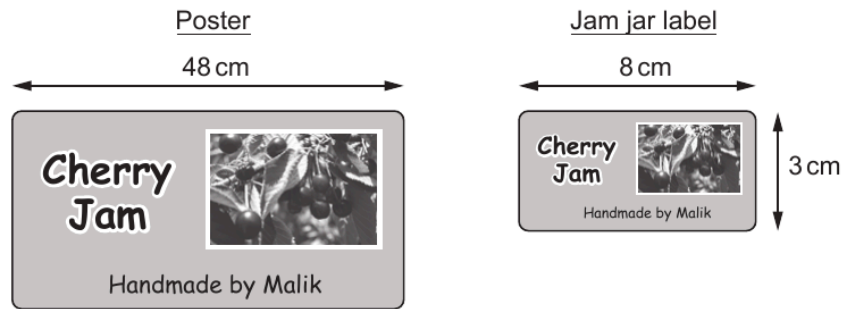 Poster
48 cm
Cherry
Jam
Handmade by Malik
Jam jar label
8 cm
Cherry
Jam
Handmade by Malik
3 cm